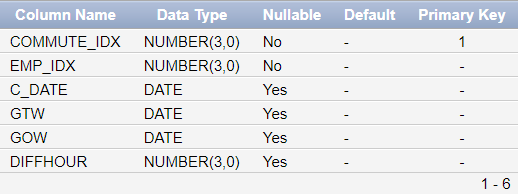 Column Name Data Type Nullable Default Primary Key
COMMUTE_IDX NUMBER(3,0) No - 1
EMP_IDX NUMBER(3,0) No - -
C_DATE DATE Yes - -
GTW DATE Yes - -
GOW DATE Yes - -
DIFFHOUR NUMBER(3,0) Yes - -
1 - 6